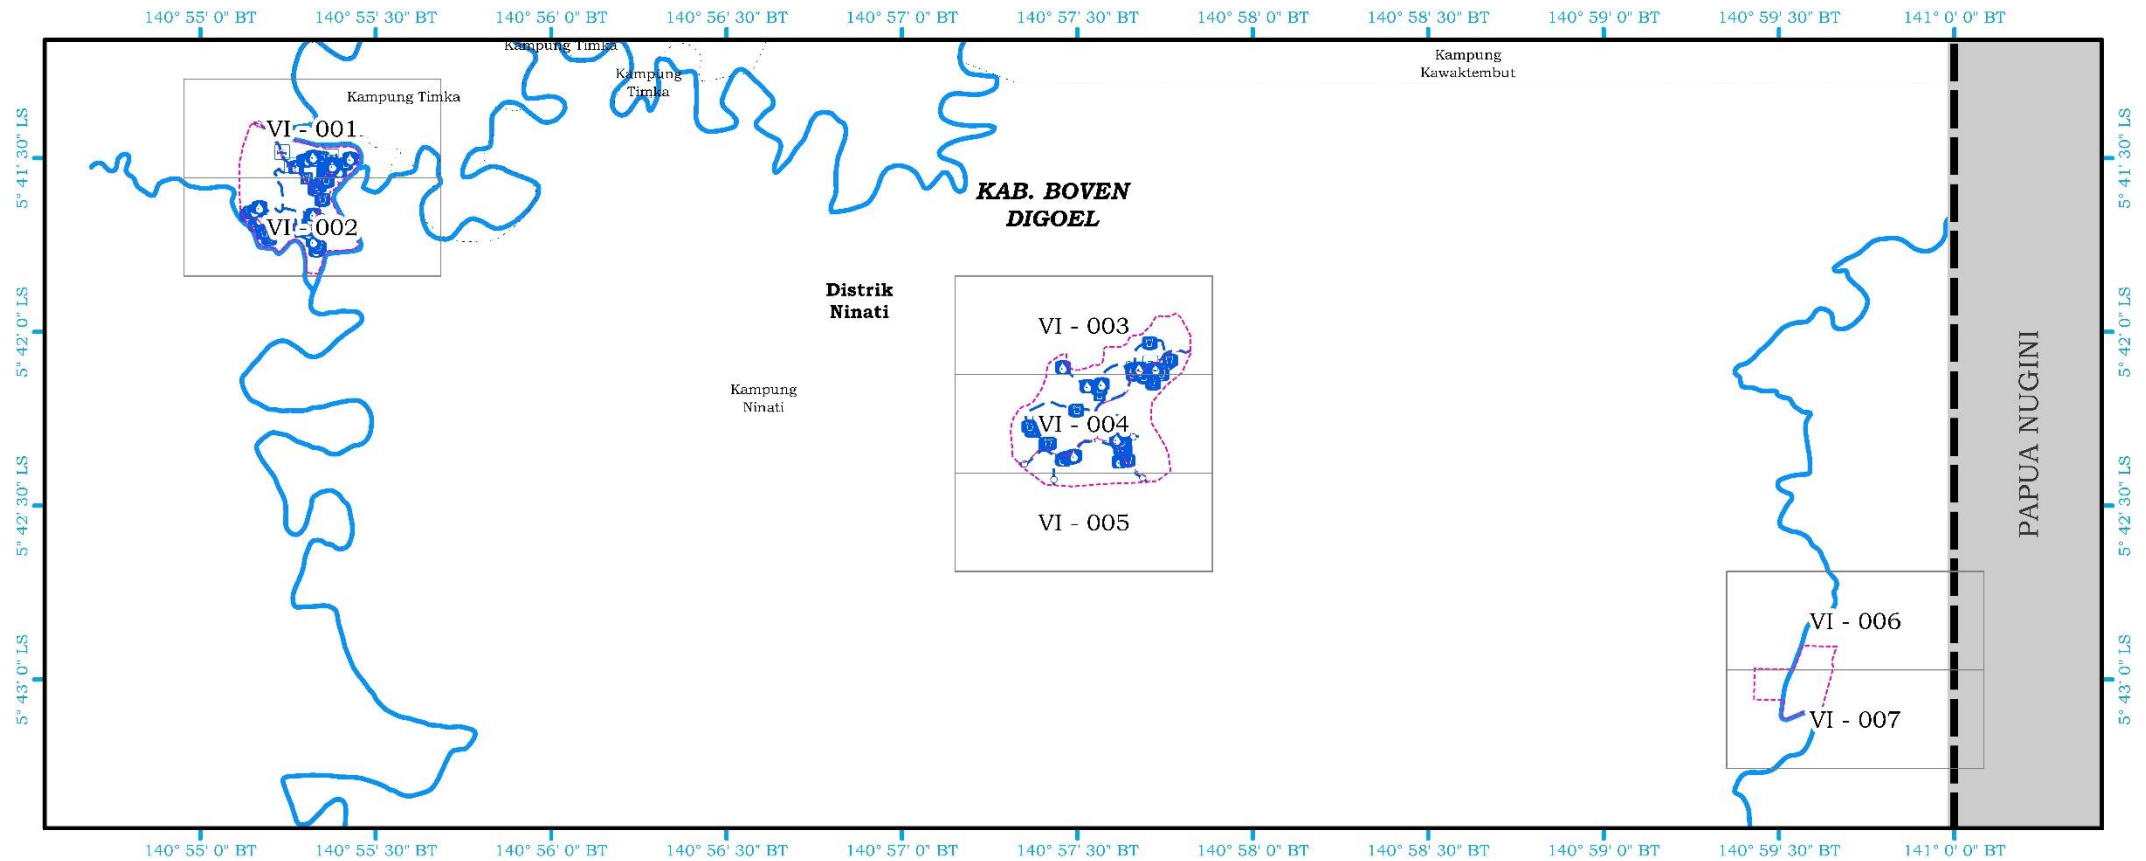 140° 55' 0" BT
140° 55' 30" BT
140° 56' 0" BT
140° 56' 30" BT
140° 57' 0" BT
140° 57' 30" BT
140° 58' 0" BT
140° 58' 30" BT
140° 59' 0" BT
140° 59' 30" BT
141° 0' 0" BT
Kampung Timka
Kampung
Timka
Kampung
Kawaktembut
Kampung Timka
VI - 001
5° 41' 30" LS
5° 41' 30" LS
KAB. BOVEN
DIGOEL
VI - 002
Distrik
Ninati
VI - 003
5° 42' 0" LS
5° 42' 0" LS
Kampung
Ninati
VI - 004
PAPUA NUGINI
5° 42' 30" LS
5° 42' 30" LS
VI - 005
VI - 006
5° 43' 0" LS
5° 43' 0" LS
VI - 007
140° 55' 0" BT
140° 55' 30" BT
140° 56' 0" BT
140° 56' 30" BT
140° 57' 0" BT
140° 57' 30" BT
140° 58' 0" BT
140° 58' 30" BT
140° 59' 0" BT
140° 59' 30" BT
141° 0' 0" BT